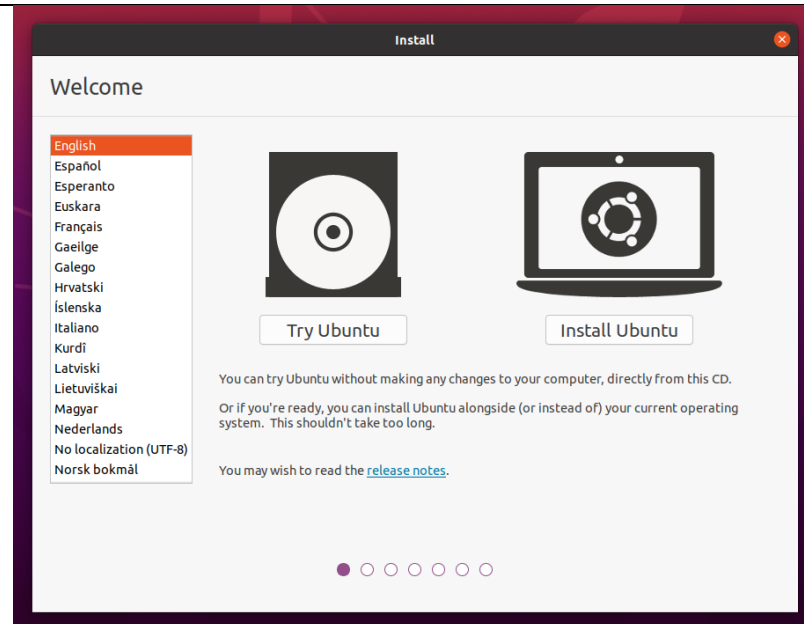 Install
Welcome
English
Español
Esperanto
Euskara
Français
Gaeilge
Galego
Hrvatski
Íslenska
Italiano
Kurdî
Latviski
Lietuviškai
Magyar
Nederlands
No localization (UTF-8)
Norsk bokmål
Try Ubuntu
Install Ubuntu
You can try Ubuntu without making any changes to your computer, directly from this CD.
Or if you're ready, you can install Ubuntu alongside (or instead of) your current operating
system. This shouldn't take too long.
You may wish to read the release notes.